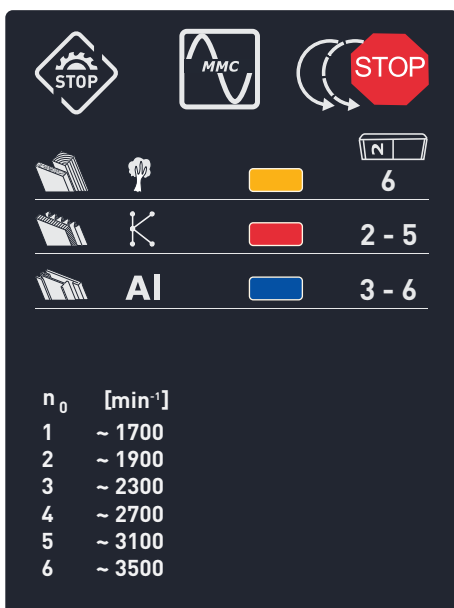 STOP MMC STOP
2
6
K 2 - 5
Al 3 - 6
n0 [min-1]
1 ~ 1700
2 ~ 1900
3 ~ 2300
4 ~ 2700
5 ~ 3100
6 ~ 3500